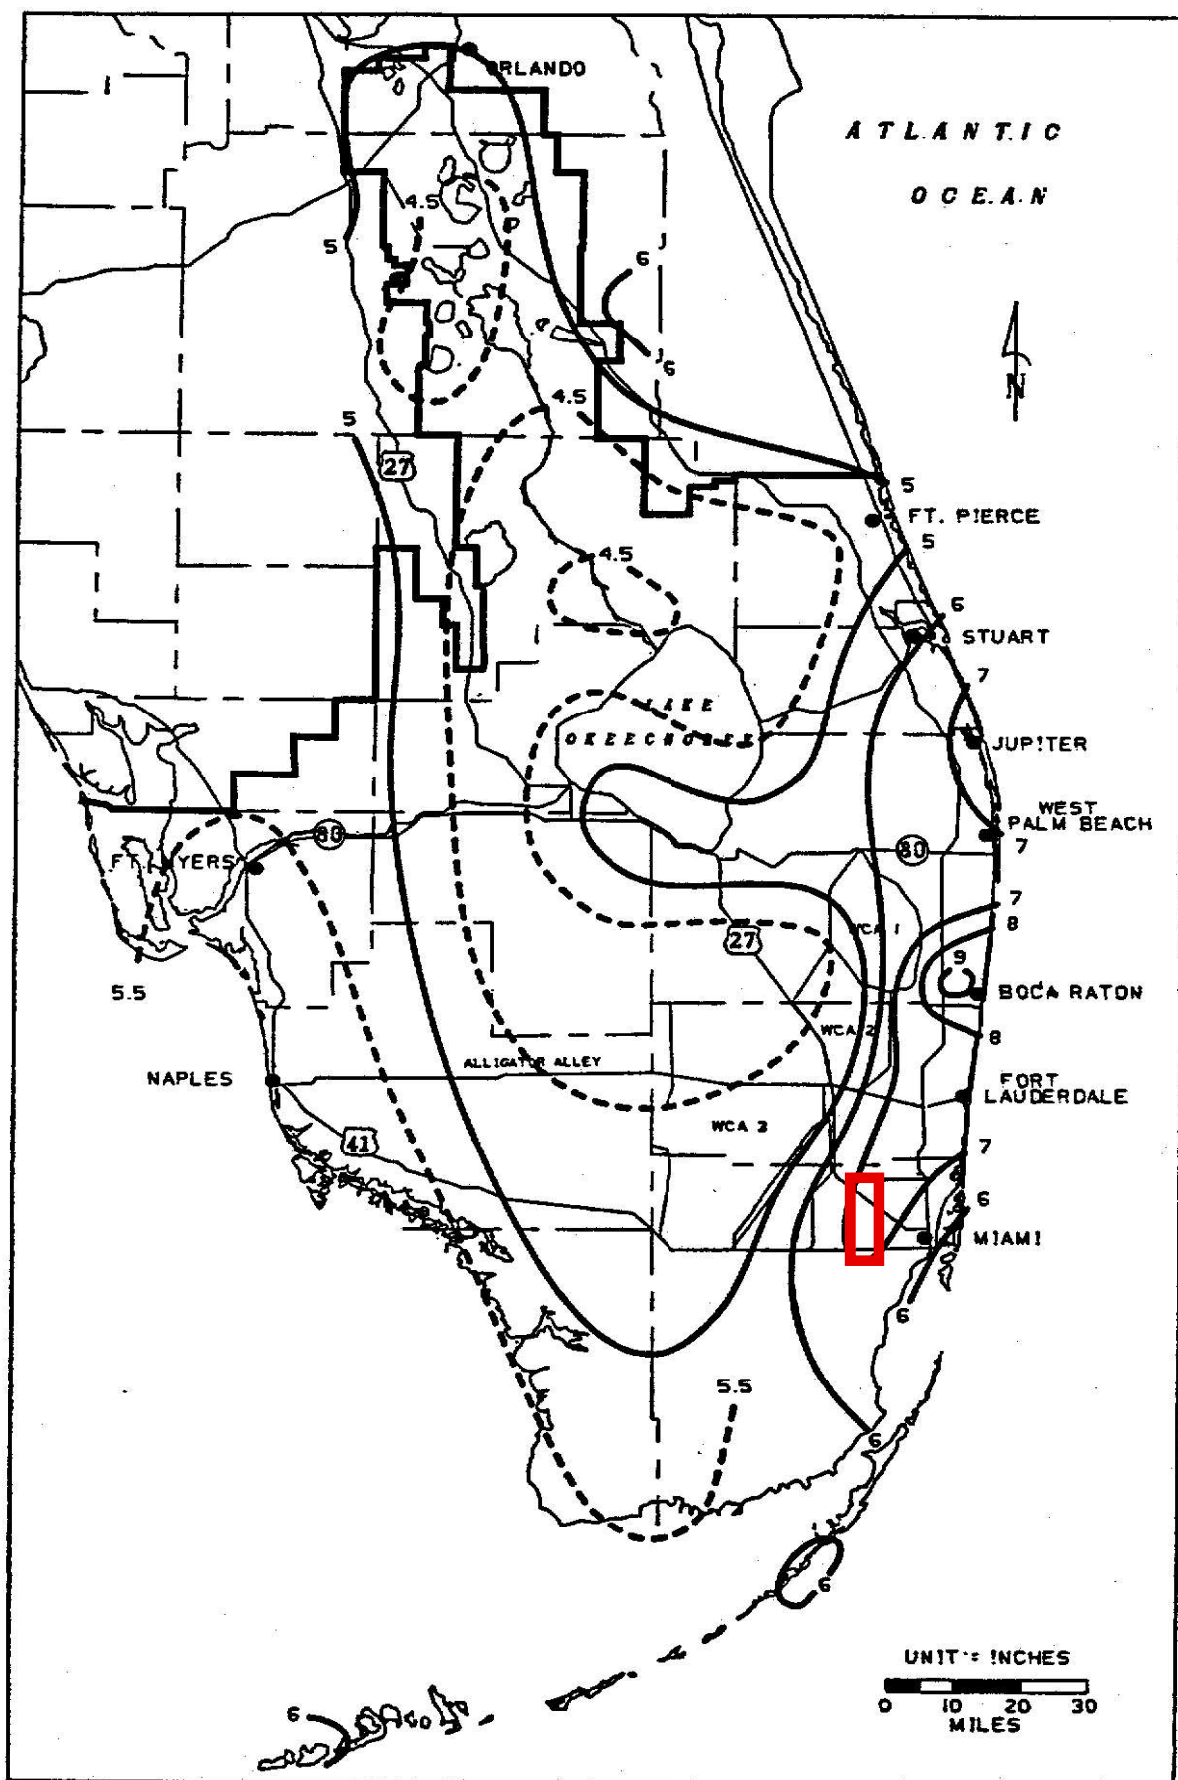 ORLANDO
ATLANTIC
OCEAN
4.5
5
6
6
N
4.5
5
27
5
FT. PIERCE
5
4.5
6
STUART
7
LAKE
OKEECHOBEE
JUPITER
WEST
PALM BEACH
7
80
80
FT. MYERS
7
8
WCA 1
27
9
5.5
BOCA RATON
WCA 2
8
ALLIGATOR ALLEY
NAPLES
FORT
LAUDERDALE
WCA 3
41
7
6
MIAMI
6
5.5
6
6
UNIT = INCHES
6
0 10 20 30
MILES